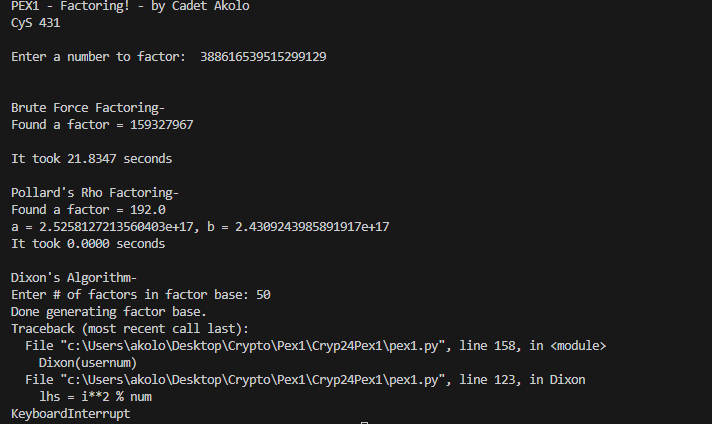 PEX1 - Factoring! - by Cadet Akolo
CyS 431
Enter a number to factor:  388616539515299129
Brute Force Factoring-
Found a factor = 159327967
It took 21.8347 seconds
Pollard's Rho Factoring-
Found a factor = 192.0
a = 2.5258127213560403e+17, b = 2.4309243985891917e+17
It took 0.0000 seconds
Dixon's Algorithm-
Enter # of factors in factor base: 50
Done generating factor base.
Traceback (most recent call last):
  File "c:\Users\akolo\Desktop\Crypto\Pex1\Cryp24Pex1\pex1.py", line 158, in <module>
    Dixon(usernum)
  File "c:\Users\akolo\Desktop\Crypto\Pex1\Cryp24Pex1\pex1.py", line 123, in Dixon
    lhs = i**2 % num
KeyboardInterrupt